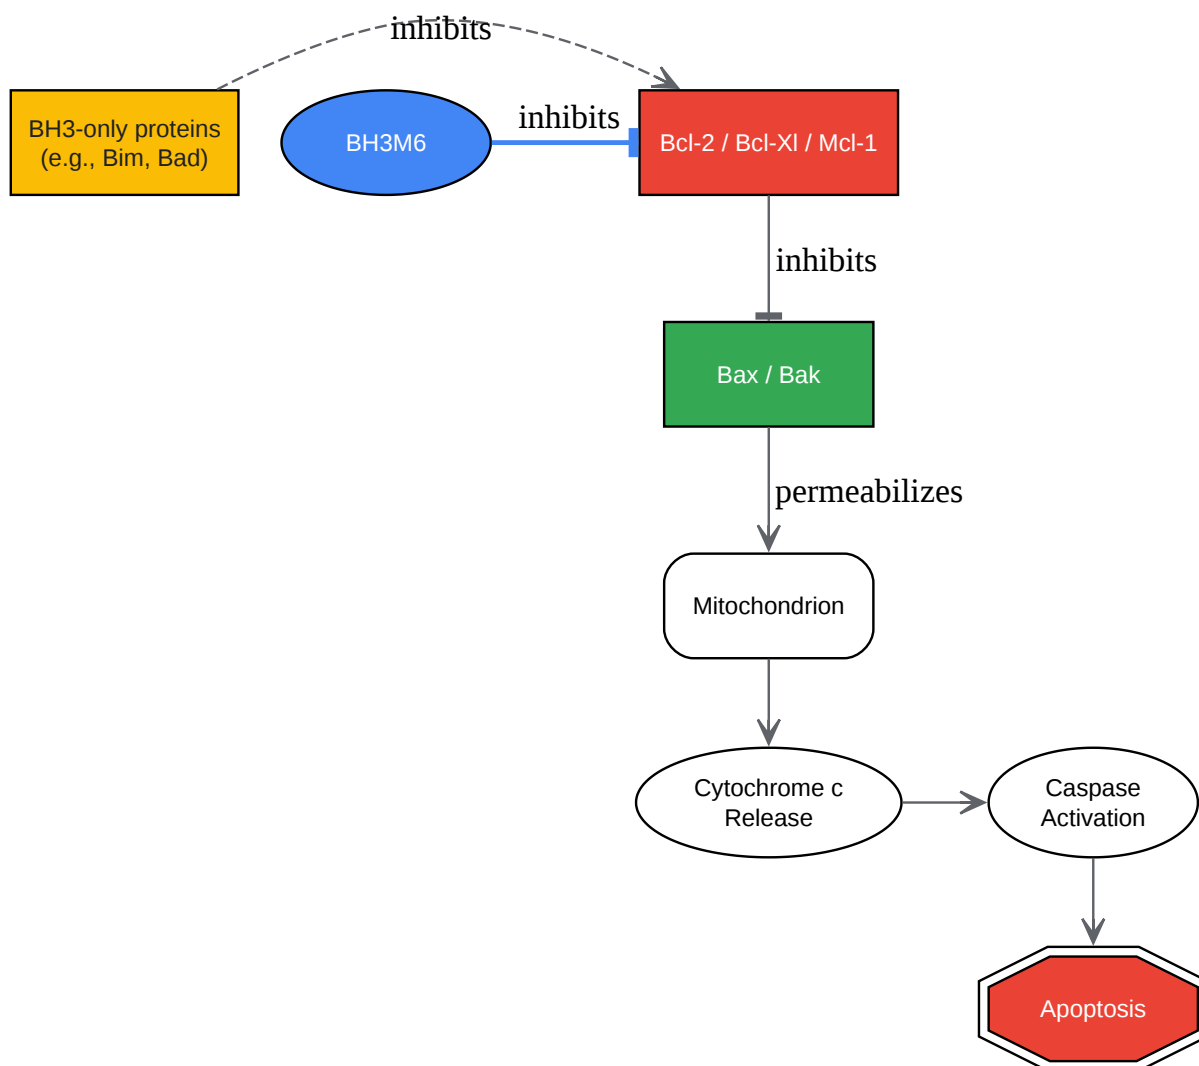 inhibits
BH3-only proteins
(e.g., Bim, Bad)
BH3M6
inhibits
Bcl-2 / Bcl-Xl / Mcl-1
inhibits
Bax / Bak
permeabilizes
Mitochondrion
Cytochrome c
Release
Caspase
Activation
Apoptosis